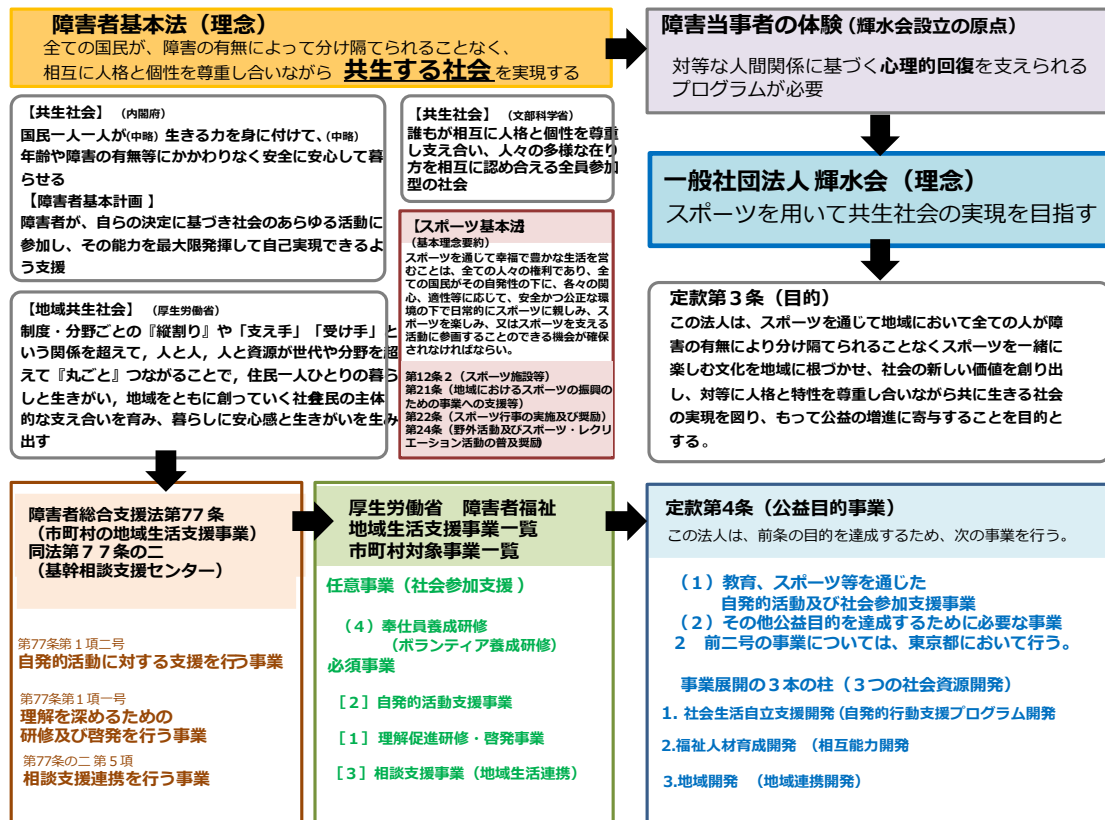 障害者基本法（理念）
全ての国民が、障害の有無によって分け隔てられることなく、
相互に人格と個性を尊重し合いながら 共生する社会 を実現する
障害当事者の体験（輝水会設立の原点）
対等な人間関係に基づく心理的回復を支えられる
プログラムが必要
【共生社会】（内閣府）
国民一人一人が(中略) 生きる力を身に付けて、(中略)
年齢や障害の有無等にかかわりなく安全に安心して暮
らせる
【障害者基本計画 】
障害者が、自らの決定に基づき社会のあらゆる活動に
参加し、その能力を最大限発揮して自己実現できるよ
う支援
【共生社会】（文部科学省）
誰もが相互に人格と個性を尊重
し支え合い、人々の多様な在り
方を相互に認め合える全員参加
型の社会
一般社団法人 輝水会（理念）
スポーツを用いて共生社会の実現を目指す
【スポーツ基本法】
（基本理念要約）
スポーツを通じて幸福で豊かな生活を営
むことは、全ての人々の権利であり、全
ての国民がその自発性の下に、各々の関
心、適性等に応じて、安全かつ公正な環
境の下で日常的にスポーツに親しみ、ス
ポーツを楽しみ、又はスポーツを支える
活動に参画することのできる機会が確保
されなければならい。
第12条２（スポーツ施設等）
第21条（地域におけるスポーツの振興の
ための事業への支援等）
第22条（スポーツ行事の実施及び奨励）
第24条（野外活動及びスポーツ・レクリ
エーション活動の普及奨励）
【地域共生社会】（厚生労働省）
制度・分野ごとの『縦割り』や「支え手」「受け手」と
いう関係を超えて，人と人，人と資源が世代や分野を超
えて『丸ごと』つながることで，住民一人ひとりの暮ら
しと生きがい，地域をともに創っていく社会住民の主体
的な支え合いを育み、暮らしに安心感と生きがいを生み
出す
定款第３条（目的）
この法人は、スポーツを通じて地域において全ての人が障
害の有無により分け隔てられることなくスポーツを一緒に
楽しむ文化を地域に根づかせ、社会の新しい価値を創り出
し、対等に人格と特性を尊重し合いながら共に生きる社会
の実現を図り、もって公益の増進に寄与することを目的と
する。
障害者総合支援法第77条
（市町村の地域生活支援事業）
同法第７７条の二
（基幹相談支援センター）
第77条第１項二号
自発的活動に対する支援を行う事業
第77条第１項一号
理解を深めるための
研修及び啓発を行う事業
第77条の二 第５項
相談支援連携を行う事業
厚生労働省　障害者福祉
地域生活支援事業一覧
市町村対象事業一覧
任意事業（社会参加支援 ）
（４）奉仕員養成研修
（ボランティア養成研修）
必須事業
［２］自発的活動支援事業
［１］理解促進研修・啓発事業
［３］相談支援事業（地域生活連携）
定款第4条（公益目的事業）
この法人は、前条の目的を達成するため、次の事業を行う。
（１）教育、スポーツ等を通じた
自発的活動及び社会参加支援事業
（２）その他公益目的を達成するために必要な事業
２　前二号の事業については、東京都において行う。
事業展開の３本の柱（３つの社会資源開発）
1. 社会生活自立支援開発（自発的行動支援プログラム開発
2.福祉人材育成開発　（相互能力開発
3.地域開発　（地域連携開発）